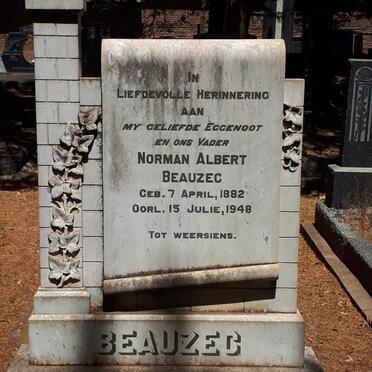 IN
LIEFDEVOLLE HERINNERING
AAN
MY GELIEFDE EGGENOOT
EN ONS VADER
NORMAN ALBERT
BEAUZEC
GEB. 7 APRIL, 1882
OORL. 15 JULIE, 1948
TOT WEERSIENS.
BEAUZEC